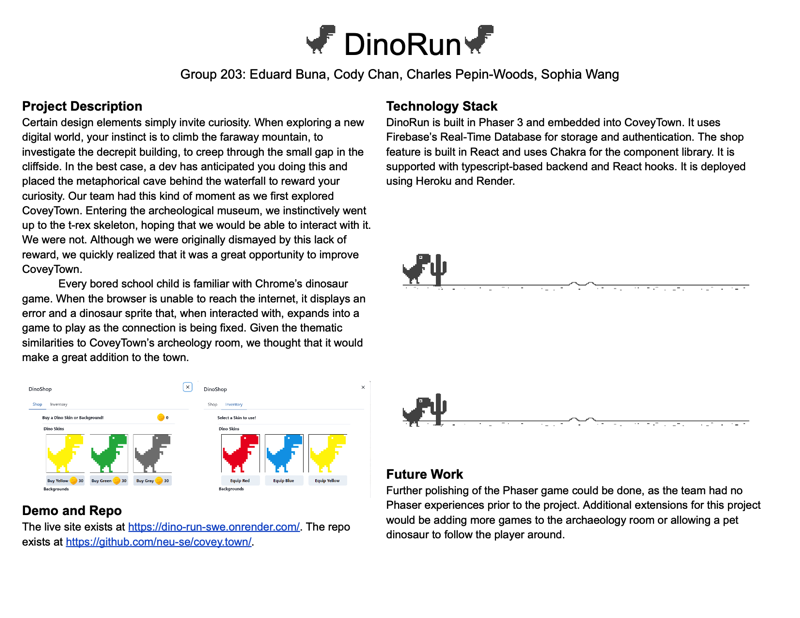 DinoRun
Group 203: Eduard Buna, Cody Chan, Charles Pepin-Woods, Sophia Wang
Project Description
Certain design elements simply invite curiosity. When exploring a new
digital world, your instinct is to climb the faraway mountain, to
investigate the decrepit building, to creep through the small gap in the
cliffside. In the best case, a dev has anticipated you doing this and
placed the metaphorical cave behind the waterfall to reward your
curiosity. Our team had this kind of moment as we first explored
CoveyTown. Entering the archeological museum, we instinctively went
up to the t-rex skeleton, hoping that we would be able to interact with it.
We were not. Although we were originally dismayed by this lack of
reward, we quickly realized that it was a great opportunity to improve
CoveyTown.
Every bored school child is familiar with Chrome's dinosaur
game. When the browser is unable to reach the internet, it displays an
error and a dinosaur sprite that, when interacted with, expands into a
game to play as the connection is being fixed. Given the thematic
similarities to CoveyTown's archeology room, we thought that it would
make a great addition to the town.
DinoShop
Shop Inventory
Buy a Dino Skin or Background! 0
Dino Skins
Buy Yellow 30 Buy Green 30 Buy Grey 30
Backgrounds
DinoShop
Shop Inventory
Select a Skin to use!
Dino Skins
Equip Red Equip Blue Equip Yellow
Backgrounds
Demo and Repo
The live site exists at https://dino-run-swe.onrender.com/. The repo
exists at https://github.com/neu-se/covey.town/.
Technology Stack
DinoRun is built in Phaser 3 and embedded into CoveyTown. It uses
Firebase's Real-Time Database for storage and authentication. The shop
feature is built in React and uses Chakra for the component library. It is
supported with typescript-based backend and React hooks. It is deployed
using Heroku and Render.
Future Work
Further polishing of the Phaser game could be done, as the team had no
Phaser experiences prior to the project. Additional extensions for this project
would be adding more games to the archaeology room or allowing a pet
dinosaur to follow the player around.